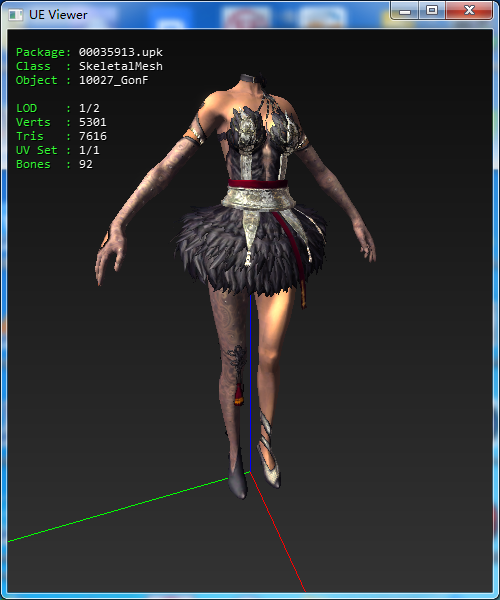 UE Viewer
Package: 00035913.upk
Class : SkeletalMesh
Object : 10027_GonF
LOD : 1/2
Verts : 5301
Tris : 7616
UV Set : 1/1
Bones : 92